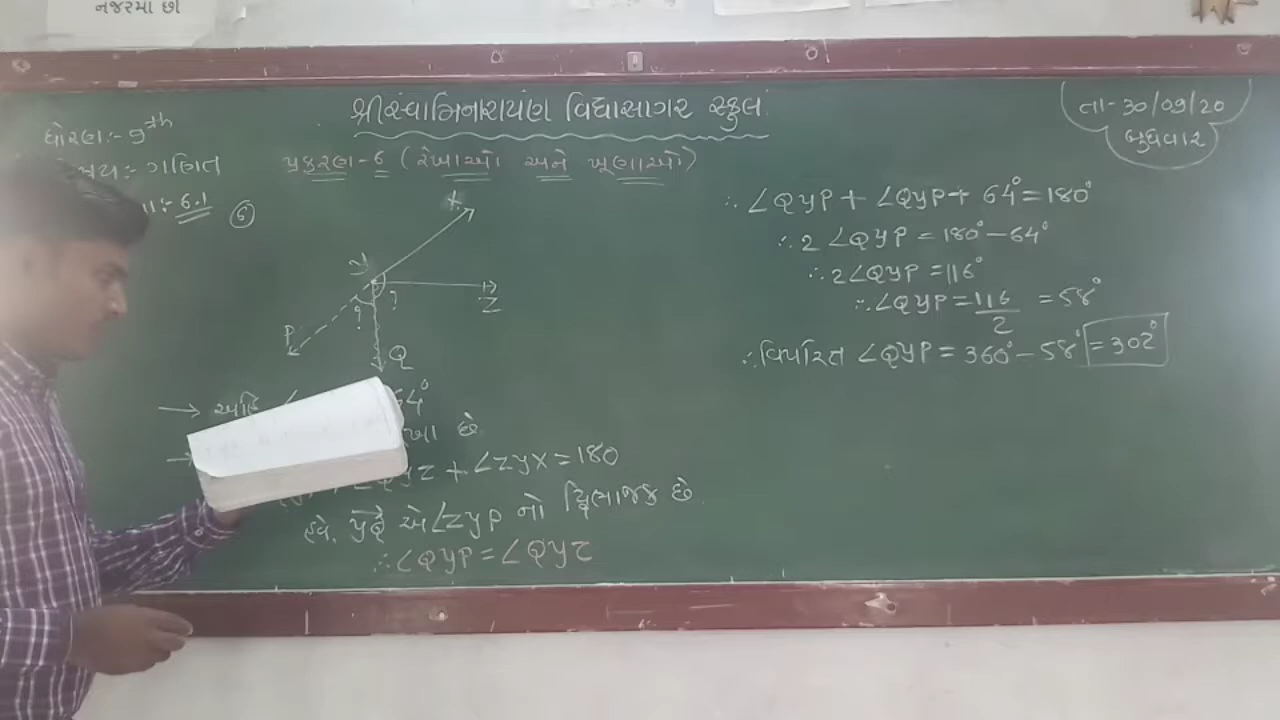 નજરમાં છો
શ્રી સ્વામિનારાયણ વિદ્યાસાગર સ્કુલ
તા- 30/09/20
બુધવાર
ધોરણ:- 9th
ગણિત
પ્રકરણ-6 (રેખાઓ અને ખૂણાઓ)
6.1
X
Y
?
?
Z
P
Q
→ અહિં 64°
ખા છે
+ ∠ZYX = 180
હવે, YQ એ ∠ZYP નો દ્વિભાજક છે.
∴ ∠QYP = ∠QYZ
∴ ∠QYP + ∠QYP + 64° = 180°
∴ 2 ∠QYP = 180° - 64°
∴ 2∠QYP = 116°
∴ ∠QYP = 116/2 = 58°
∴ વિપરિત ∠QYP = 360° - 58° = 302°